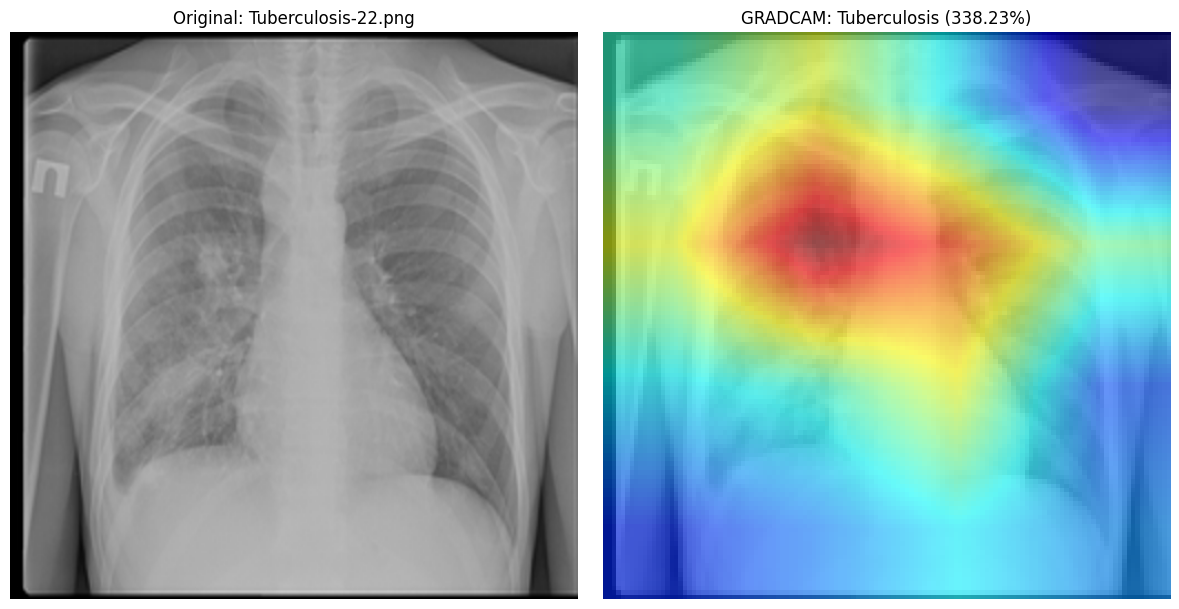 Original: Tuberculosis-22.png
GRADCAM: Tuberculosis (338.23%)
П